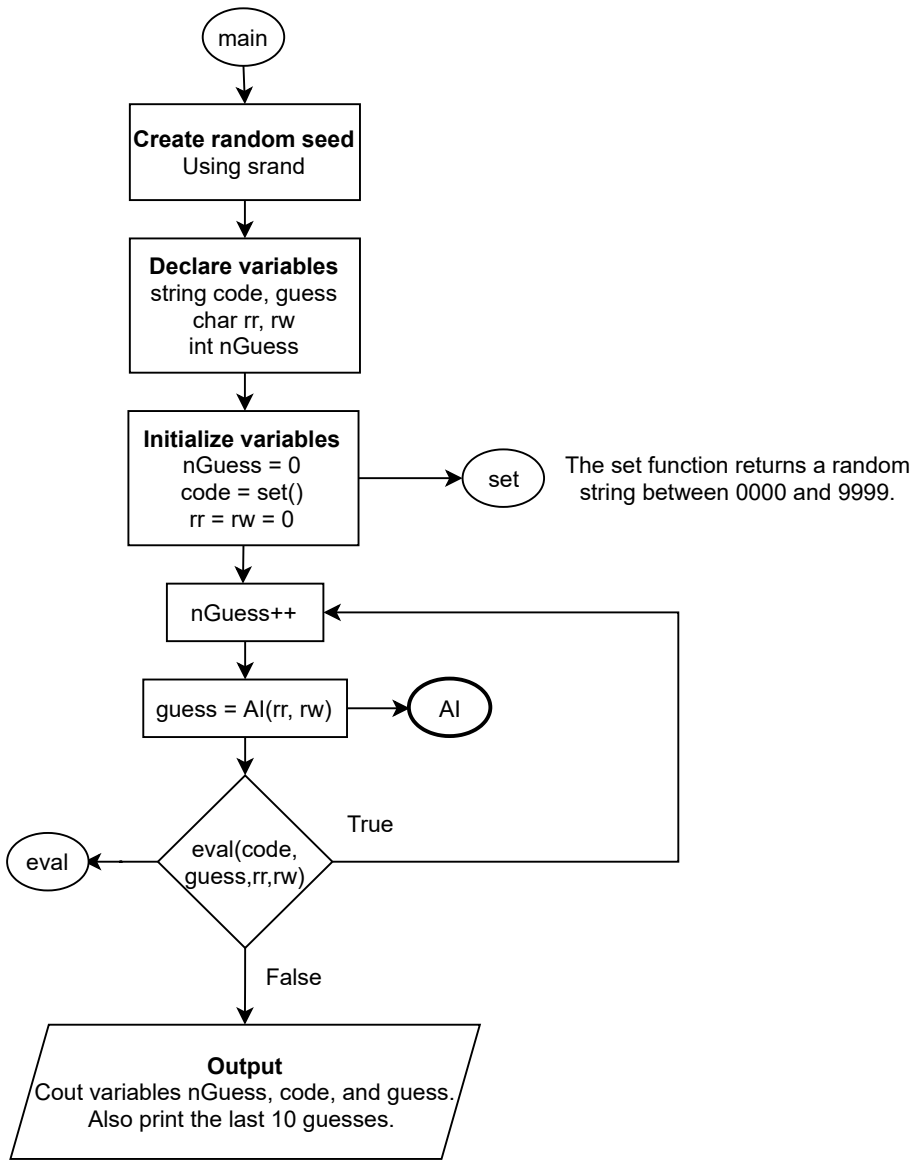 main
Create random seed
Using srand
Declare variables
string code, guess
char rr, rw
int nGuess
Initialize variables
nGuess = 0
code = set()
rr = rw = 0
set
The set function returns a random
string between 0000 and 9999.
nGuess++
guess = AI(rr, rw)
AI
True
eval
eval(code,
guess,rr,rw)
False
Output
Cout variables nGuess, code, and guess.
Also print the last 10 guesses.